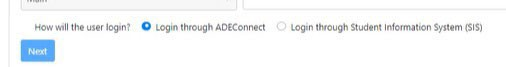 How will the user login? Login through ADEConnect Login through Student Information System (SIS)
Next